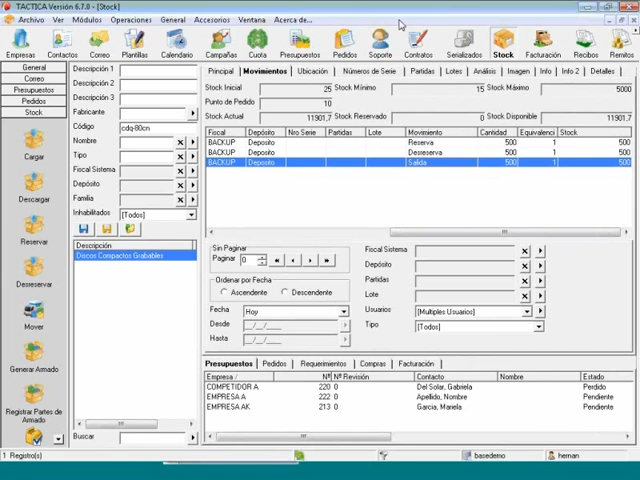 TACTICA Versión 6.7.0 - [Stock]
Archivo Ver Módulos Operaciones General Accesorios Ventana Acerca de...
Empresas Contactos Correo Plantillas Calendario Campañas Cuota Presupuestos Pedidos Soporte Contratos Serializados Stock Facturación Recibos Remitos
General
Correo
Presupuestos
Pedidos
Stock
Cargar
Descargar
Reservar
Desreservar
Mover
Generar Armado
Registrar Partes de Armado
Descripción 1
Descripción 2
Descripción 3
Fabricante
Código cdq-80cn
Nombre
Tipo
Fiscal Sistema
Depósito
Familia
Inhabilitados [Todos]
Descripción
Discos Compactos Grabables
Buscar
Principal Movimientos Ubicación Números de Serie Partidas Lotes Análisis Imagen Info Info 2 Detalles
Stock Inicial 25 Stock Mínimo 15 Stock Máximo 5000
Punto de Pedido 10
Stock Actual 11901,7 Stock Reservado 0 Stock Disponible 11901,7
Fiscal Depósito Nro Serie Partidas Lote Movimiento Cantidad Equivalenci Stock
BACKUP Deposito Reserva 500 1 500
BACKUP Deposito Desreserva 500 1 500
BACKUP Deposito Salida 500 1 500
Sin Paginar
Paginar 0
Ordenar por Fecha
Ascendente Descendente
Fecha Hoy
Desde __/__/____
Hasta __/__/____
Fiscal Sistema
Depósito
Partidas
Lote
Usuarios [Multiples Usuarios]
Tipo [Todos]
Presupuestos Pedidos Requerimientos Compras Facturación
Empresa / Nº Nº Revisión Contacto Nombre Estado
COMPETIDOR A 220 0 Del Solar, Gabriela Perdido
EMPRESA A 222 0 Apellido, Nombre Pendiente
EMPRESA AK 213 0 Garcia, Mariela Pendiente
1 Registro(s) basedemo hernan